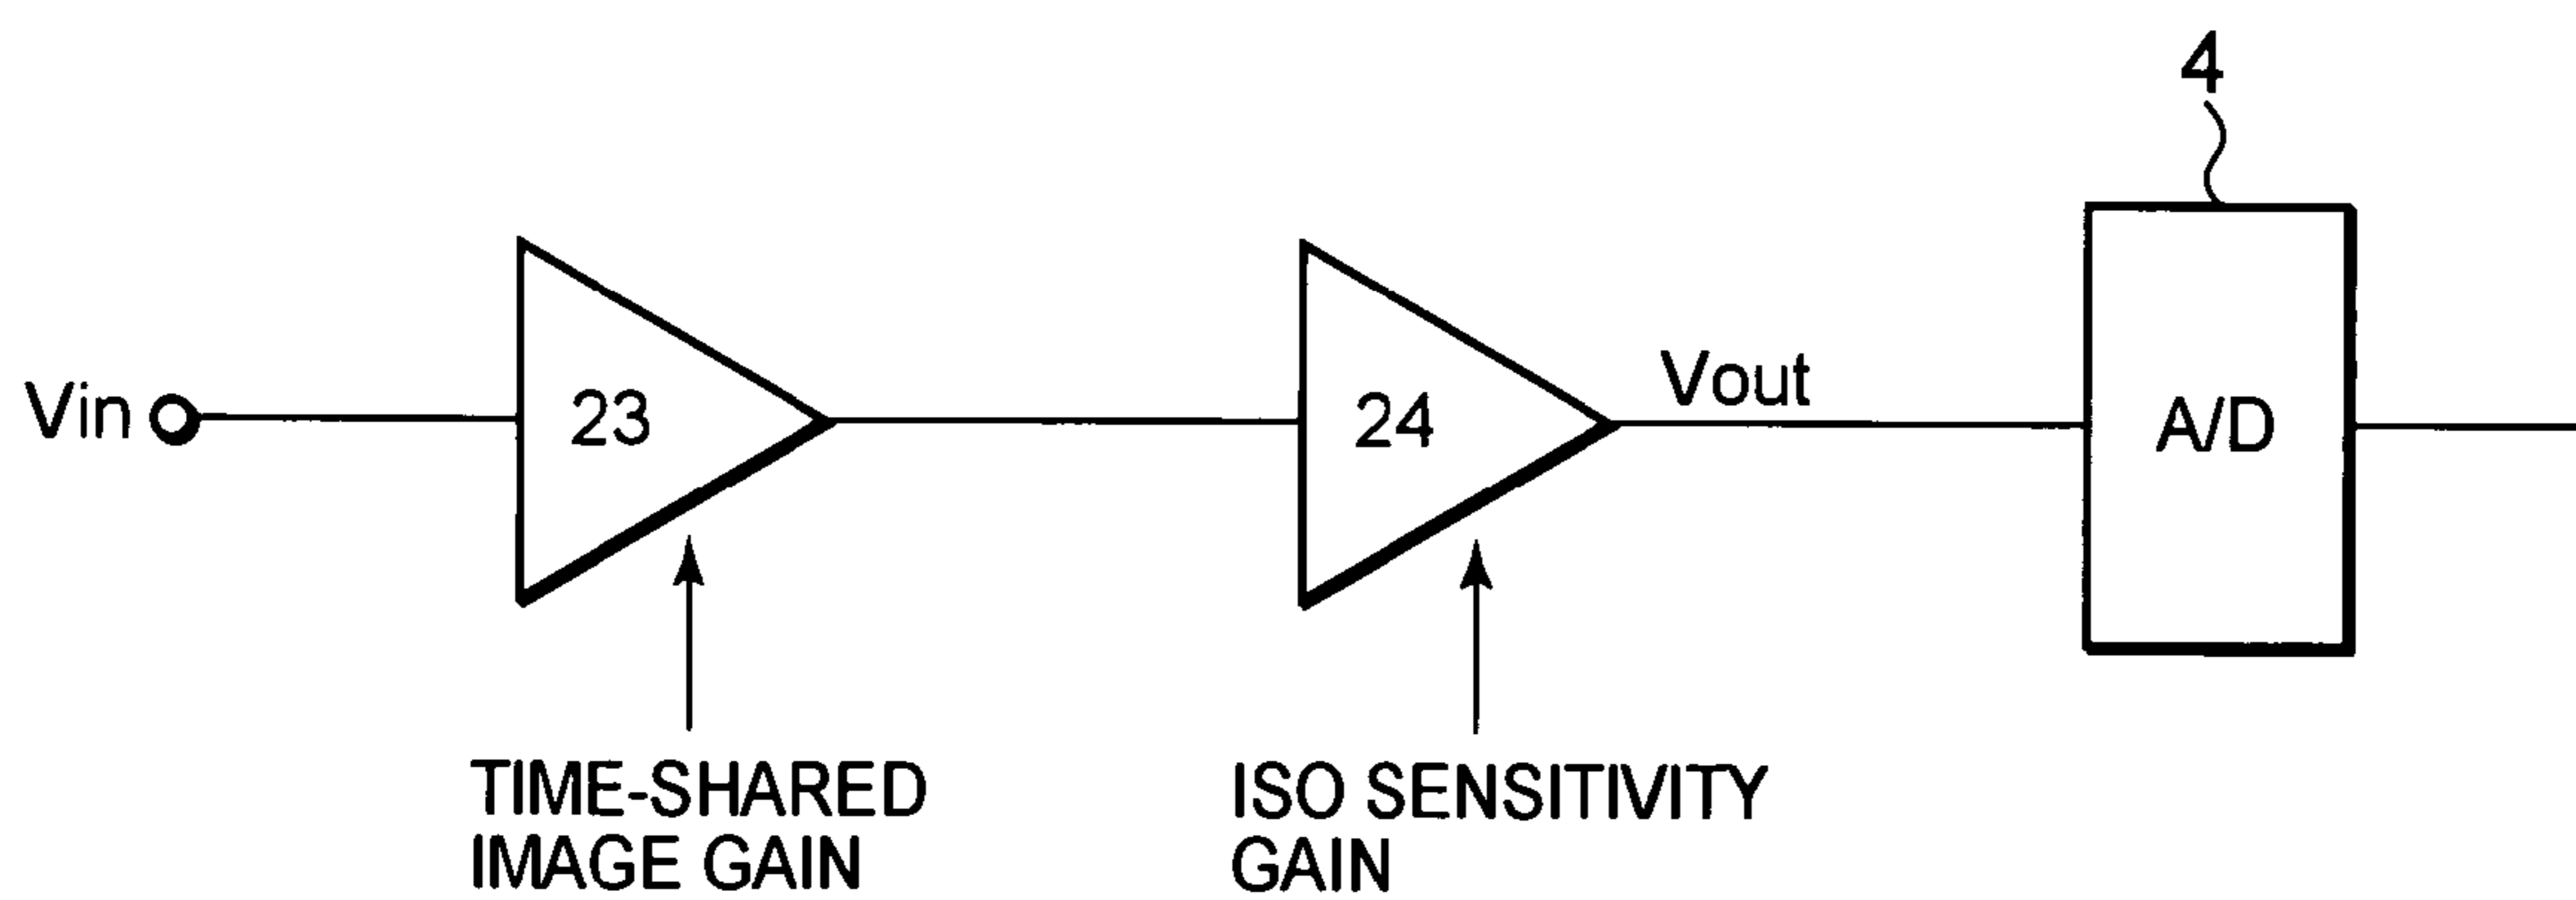 4
Vin
23
24
Vout
A/D
TIME-SHARED
IMAGE GAIN
ISO SENSITIVITY
GAIN